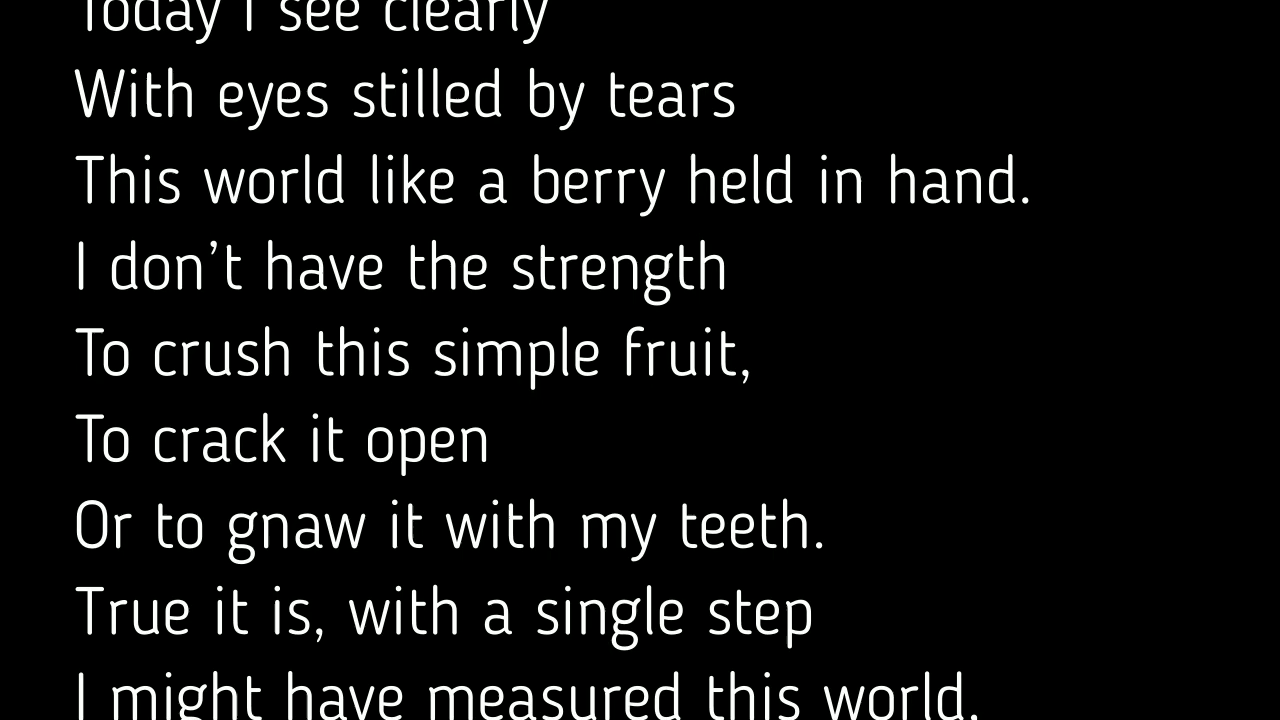 Today I see clearly
With eyes stilled by tears
This world like a berry held in hand.
I don’t have the strength
To crush this simple fruit,
To crack it open
Or to gnaw it with my teeth.
True it is, with a single step
I might have measured this world,